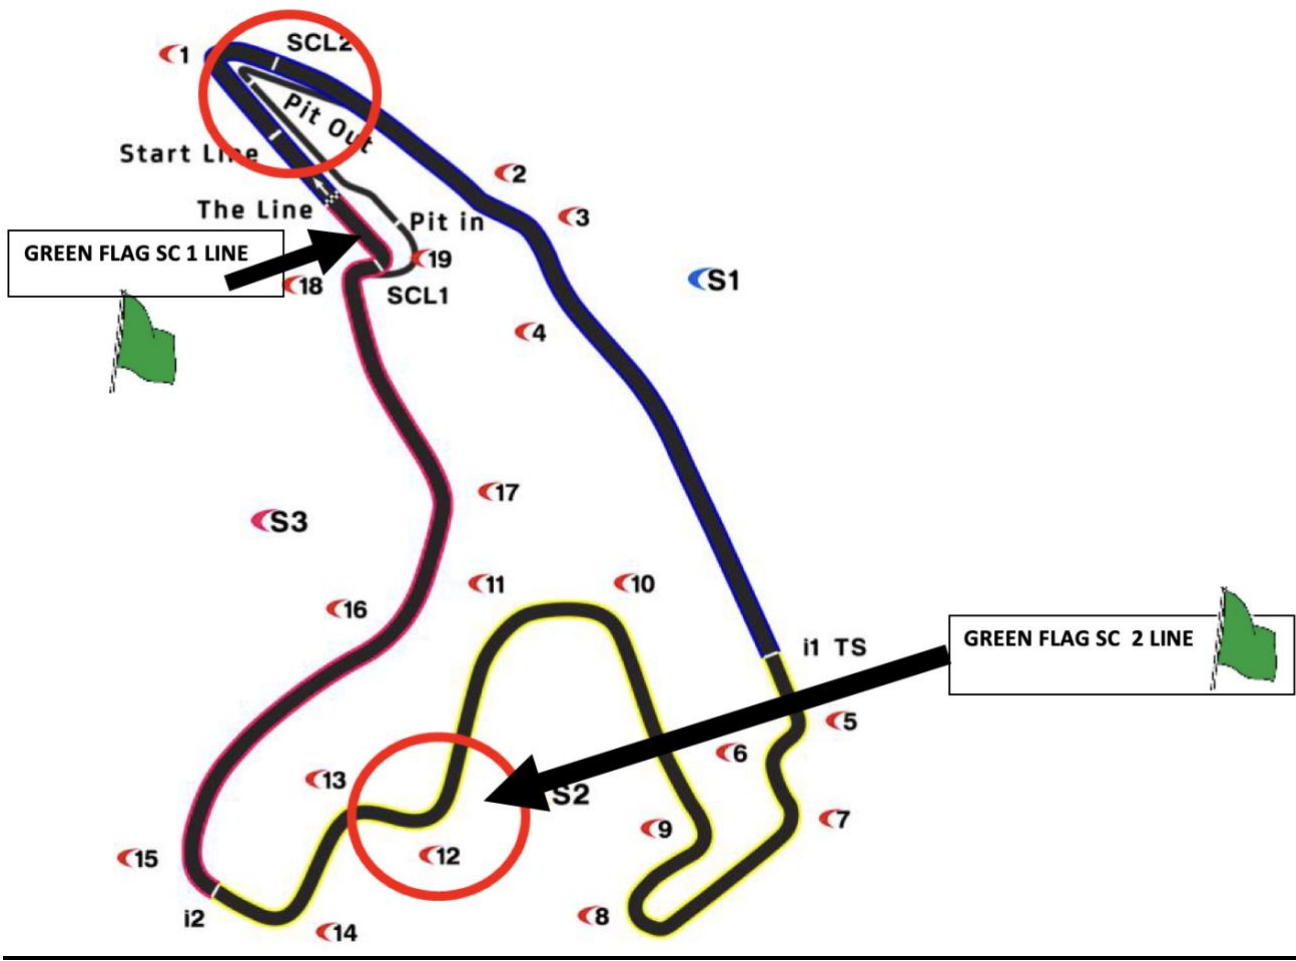 1
SCL2
Pit Out
Start Line
2
3
The Line
Pit in
GREEN FLAG SC 1 LINE
19
18
SCL1
S1
4
17
S3
11
10
16
GREEN FLAG SC 2 LINE
i1 TS
5
6
13
S2
7
9
12
15
8
i2
14